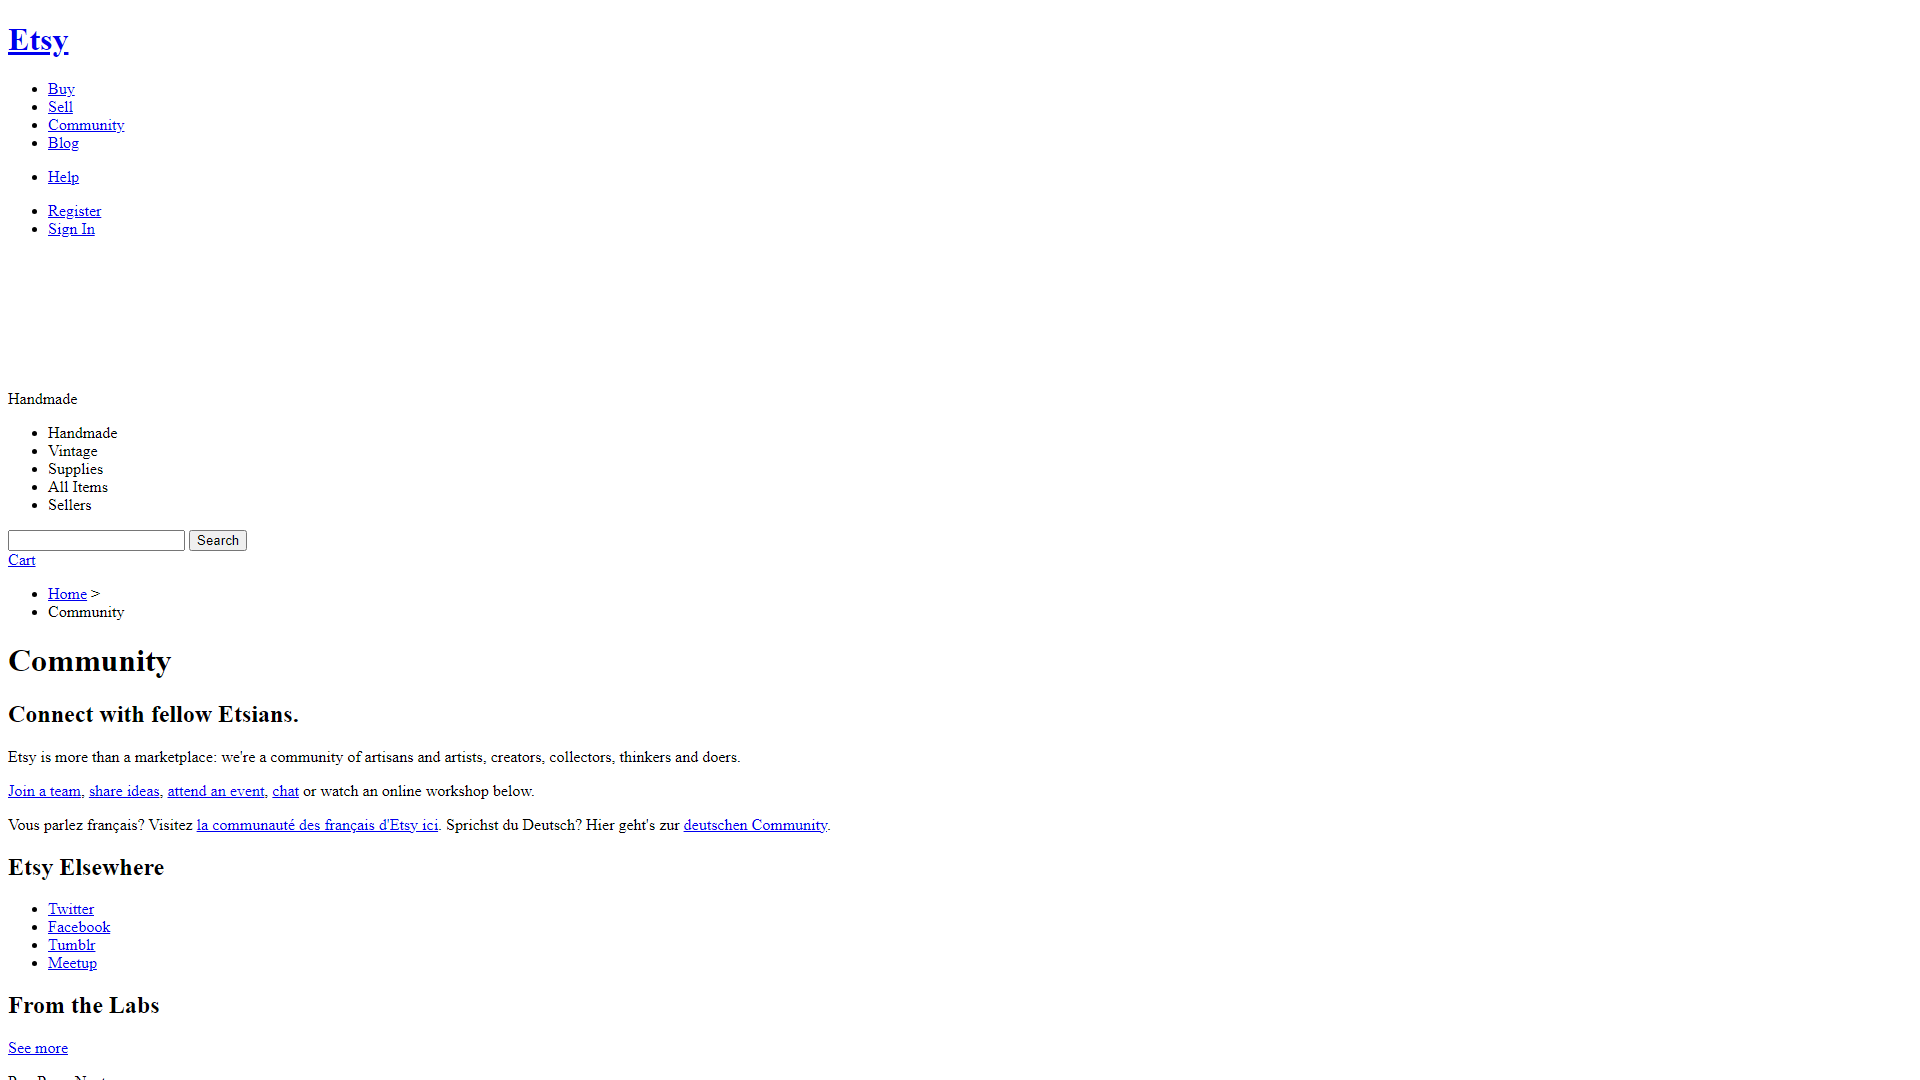 Etsy
Buy
Sell
Community
Blog
Help
Register
Sign In
Handmade
Handmade
Vintage
Supplies
All Items
Sellers
Search
Cart
Home >
Community
Community
Connect with fellow Etsians.
Etsy is more than a marketplace: we're a community of artisans and artists, creators, collectors, thinkers and doers.
Join a team, share ideas, attend an event, chat or watch an online workshop below.
Vous parlez français? Visitez la communauté des français d'Etsy ici. Sprichst du Deutsch? Hier geht's zur deutschen Community.
Etsy Elsewhere
Twitter
Facebook
Tumblr
Meetup
From the Labs
See more